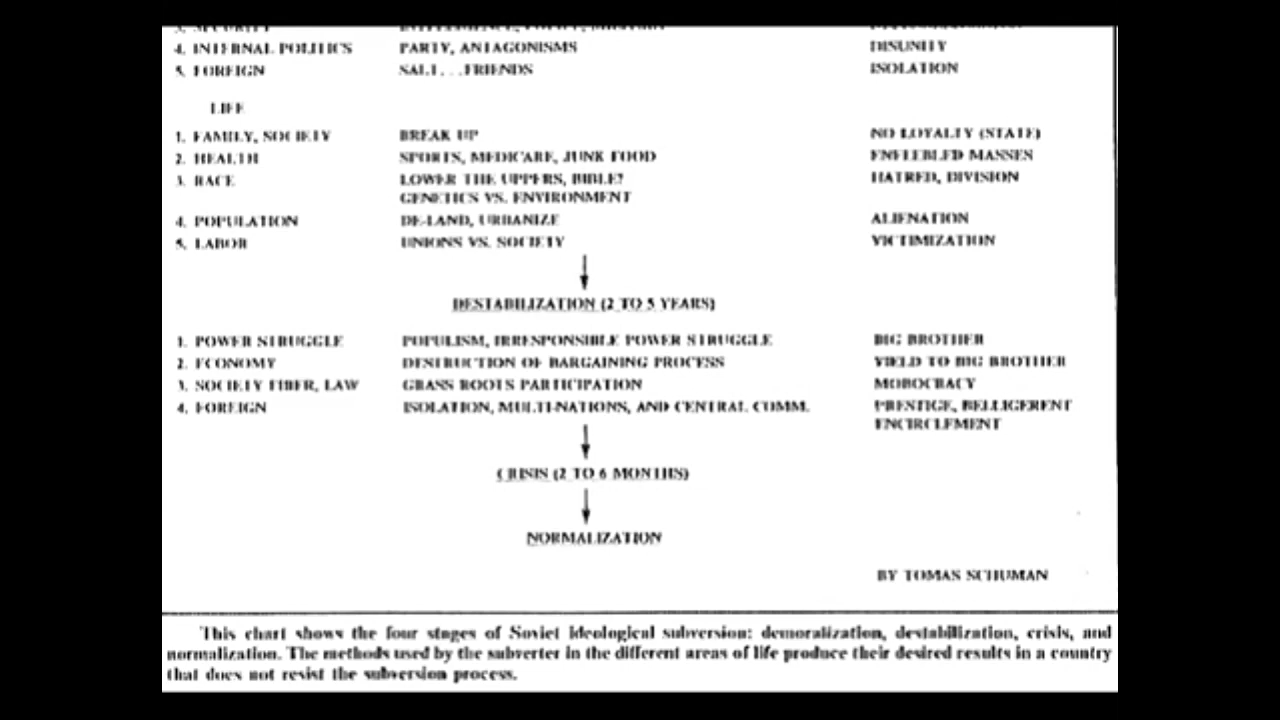 4. INTERNAL POLITICS PARTY, ANTAGONISMS DISUNITY
5. FOREIGN SALT...FRIENDS ISOLATION
LIFE
1. FAMILY, SOCIETY BREAK UP NO LOYALTY (STATE)
2. HEALTH SPORTS, MEDICARE, JUNK FOOD ENFEEBLED MASSES
3. RACE LOWER THE UPPERS, BIBLE? HATRED, DIVISION
GENETICS VS. ENVIRONMENT
4. POPULATION DE-LAND, URBANIZE ALIENATION
5. LABOR UNIONS VS. SOCIETY VICTIMIZATION
DESTABILIZATION (2 TO 5 YEARS)
1. POWER STRUGGLE POPULISM, IRRESPONSIBLE POWER STRUGGLE BIG BROTHER
2. ECONOMY DESTRUCTION OF BARGAINING PROCESS YIELD TO BIG BROTHER
3. SOCIETY FIBER, LAW GRASS ROOTS PARTICIPATION MOBOCRACY
4. FOREIGN ISOLATION, MULTI-NATIONS, AND CENTRAL COMM. PRESTIGE, BELLIGERENT
ENCIRCLEMENT
CRISIS (2 TO 6 MONTHS)
NORMALIZATION
BY TOMAS SCHUMAN
This chart shows the four stages of Soviet ideological subversion: demoralization, destabilization, crisis, and
normalization. The methods used by the subverter in the different areas of life produce their desired results in a country
that does not resist the subversion process.